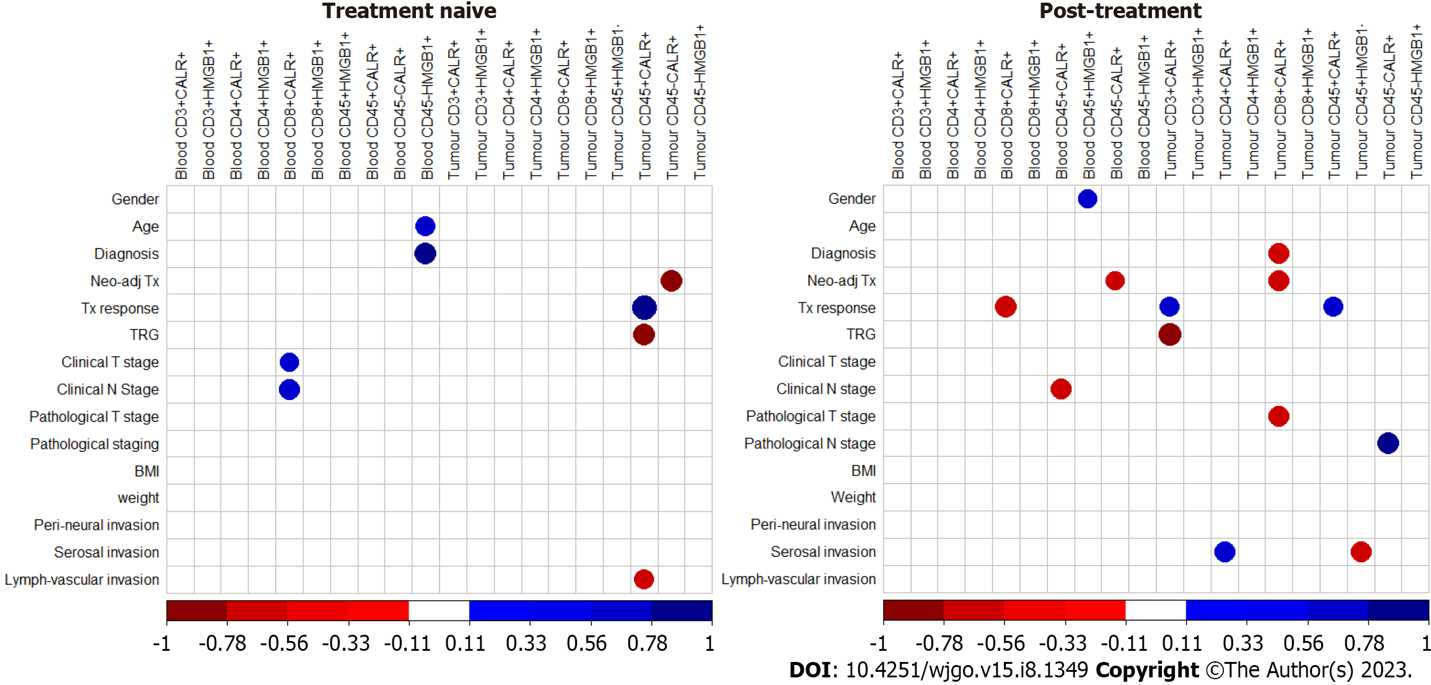 Treatment naive
Blood CD3+CALR+
Blood CD3+HMGB1+
Blood CD4+CALR+
Blood CD4+HMGB1+
Blood CD8+CALR+
Blood CD8+HMGB1+
Blood CD45+HMGB1+
Blood CD45+CALR+
Blood CD45-CALR+
Blood CD45-HMGB1+
Tumour CD3+CALR+
Tumour CD3+HMGB1+
Tumour CD4+CALR+
Tumour CD4+HMGB1+
Tumour CD8+CALR+
Tumour CD8+HMGB1+
Tumour CD45+HMGB1·
Tumour CD45+CALR+
Tumour CD45-CALR+
Tumour CD45-HMGB1+
Gender
Age
Diagnosis
Neo-adj Tx
Tx response
TRG
Clinical T stage
Clinical N Stage
Pathological T stage
Pathological staging
BMI
weight
Peri-neural invasion
Serosal invasion
Lymph-vascular invasion
-1 -0.78 -0.56 -0.33 -0.11 0.11 0.33 0.56 0.78 1
Post-treatment
Blood CD3+CALR+
Blood CD3+HMGB1+
Blood CD4+CALR+
Blood CD4+HMGB1+
Blood CD8+CALR+
Blood CD8+HMGB1+
Blood CD45+CALR+
Blood CD45+HMGB1+
Blood CD45-CALR+
Blood CD45-HMGB1+
Tumour CD3+CALR+
Tumour CD3+HMGB1+
Tumour CD4+CALR+
Tumour CD4+HMGB1+
Tumour CD8+CALR+
Tumour CD8+HMGB1+
Tumour CD45+CALR+
Tumour CD45+HMGB1·
Tumour CD45-CALR+
Tumour CD45-HMGB1+
Gender
Age
Diagnosis
Neo-adj Tx
Tx response
TRG
Clinical T stage
Clinical N stage
Pathological T stage
Pathological N stage
BMI
Weight
Peri-neural invasion
Serosal invasion
Lymph-vascular invasion
-1 -0.78 -0.56 -0.33 -0.11 0.11 0.33 0.56 0.78 1
DOI: 10.4251/wjgo.v15.i8.1349 Copyright ©The Author(s) 2023.